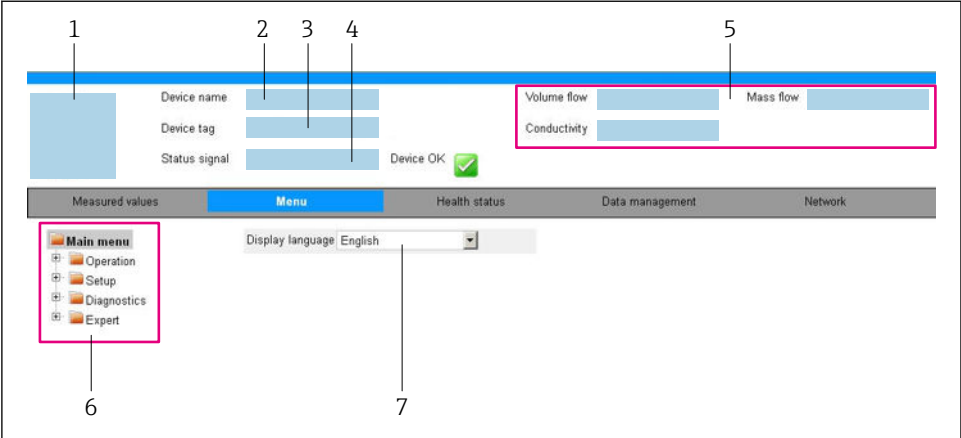 1 2 3 4 5
Device name Volume flow Mass flow
Device tag Conductivity
Status signal Device OK
Measured values Menu Health status Data management Network
Main menu Display language English
Operation
Setup
Diagnostics
Expert
6 7